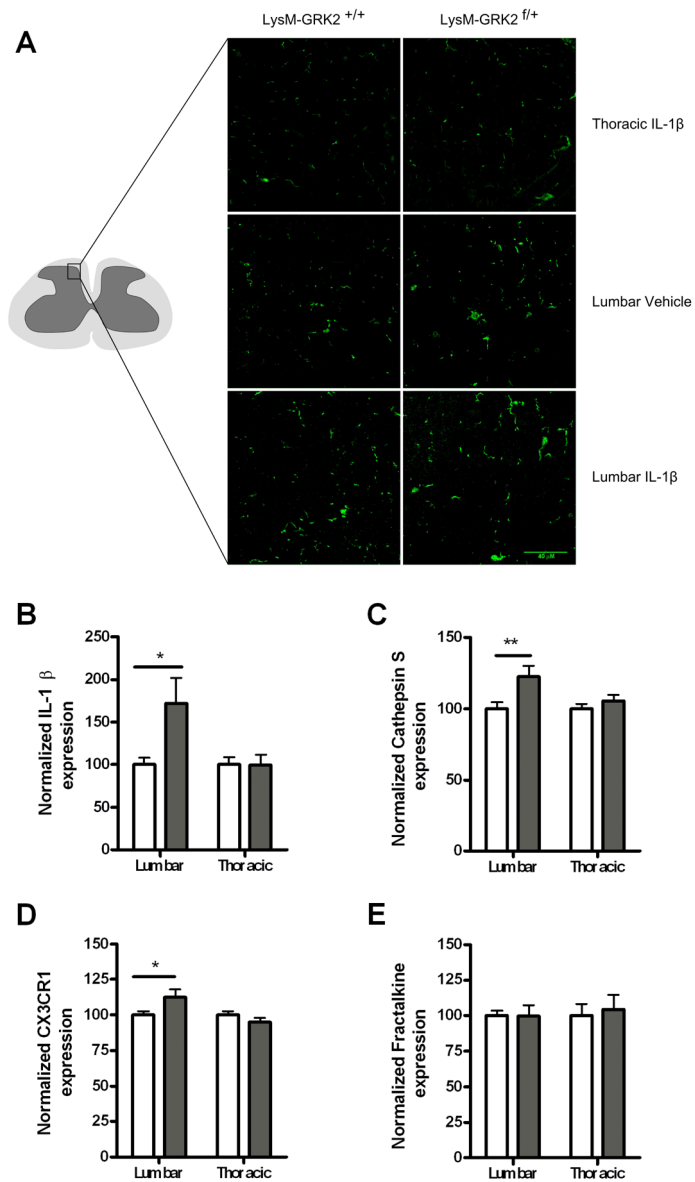 LysM-GRK2 +/+
LysM-GRK2 f/+
A
Thoracic IL-1β
Lumbar Vehicle
Lumbar IL-1β
40 µM
B
Normalized IL-1 β
expression
250
200
150
100
50
0
*
Lumbar
Thoracic
C
Normalized Cathepsin S
expression
150
100
50
0
**
Lumbar
Thoracic
D
Normalized CX3CR1
expression
150
125
100
75
50
25
0
*
Lumbar
Thoracic
E
Normalized Fractalkine
expression
150
125
100
75
50
25
0
Lumbar
Thoracic